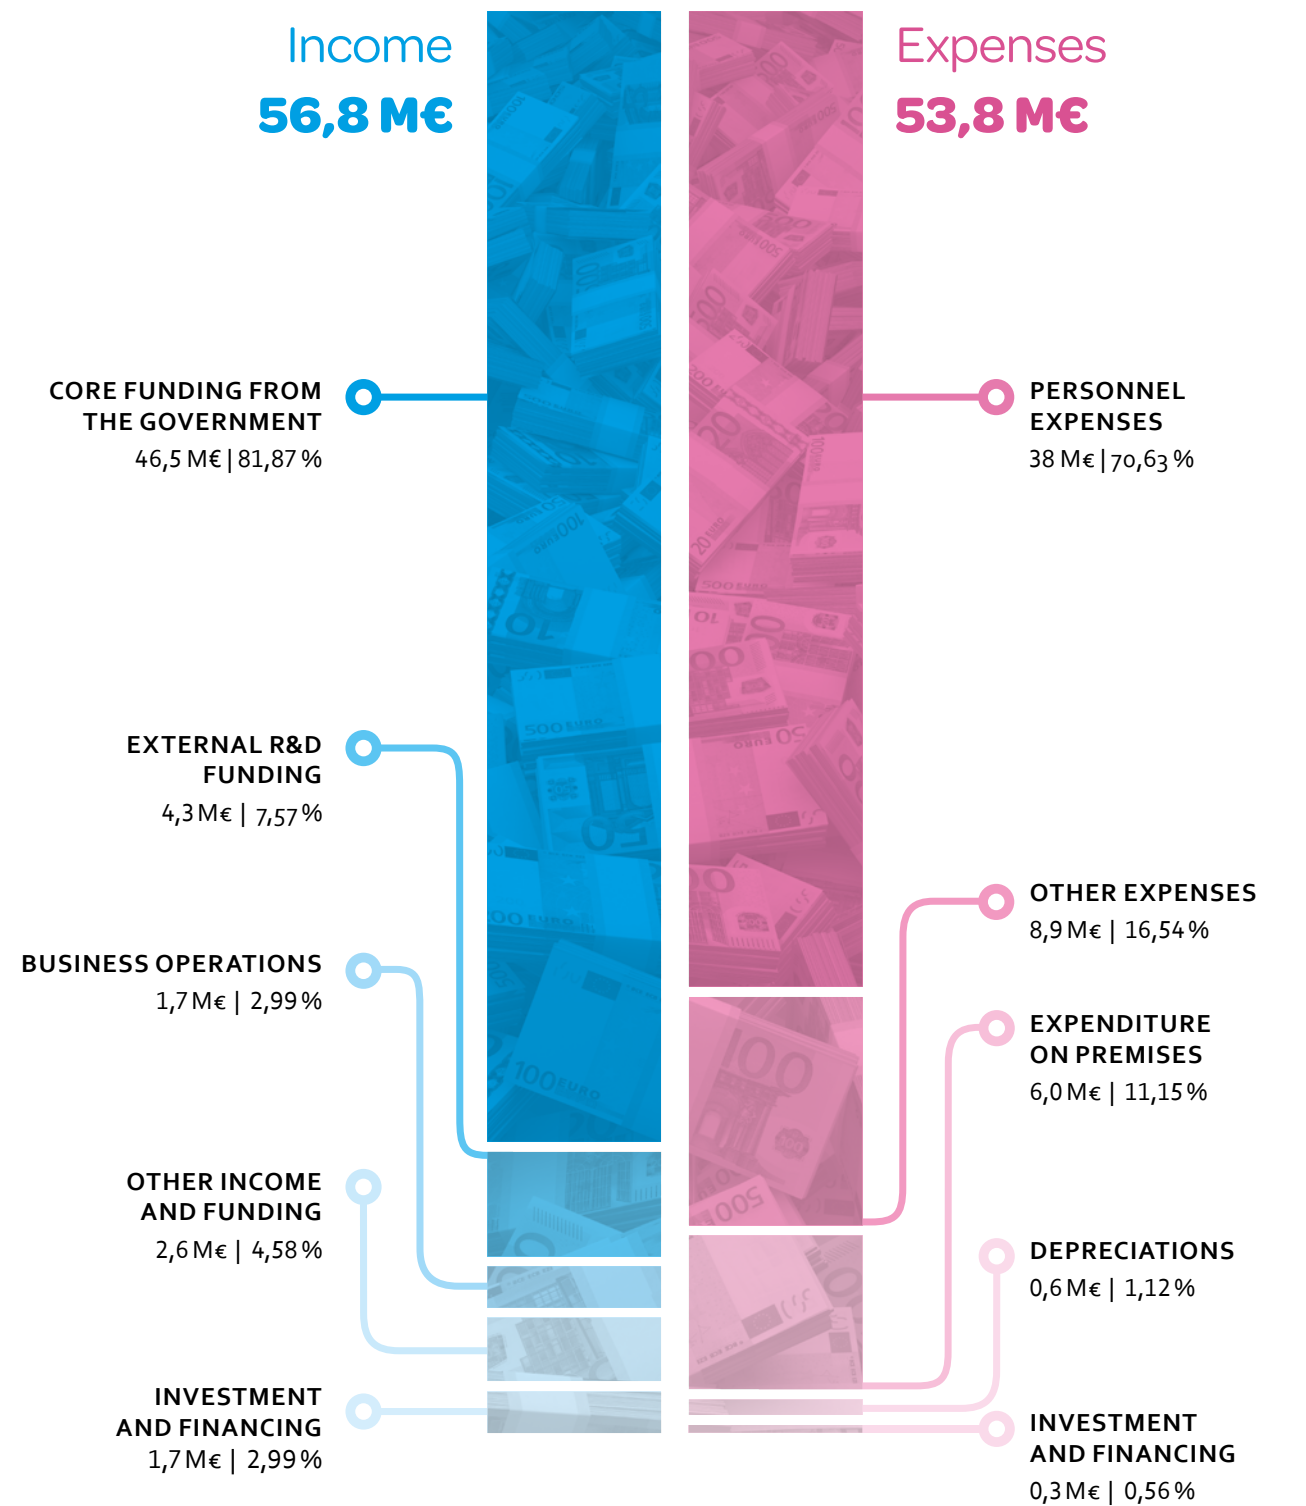 Income
56,8 M€
Expenses
53,8 M€
CORE FUNDING FROM
THE GOVERNMENT
46,5 M€ | 81,87 %
EXTERNAL R&D
FUNDING
4,3 M€ | 7,57 %
BUSINESS OPERATIONS
1,7 M€ | 2,99 %
OTHER INCOME
AND FUNDING
2,6 M€ | 4,58 %
INVESTMENT
AND FINANCING
1,7 M€ | 2,99 %
PERSONNEL
EXPENSES
38 M€ | 70,63 %
OTHER EXPENSES
8,9 M€ | 16,54 %
EXPENDITURE
ON PREMISES
6,0 M€ | 11,15 %
DEPRECIATIONS
0,6 M€ | 1,12 %
INVESTMENT
AND FINANCING
0,3 M€ | 0,56 %